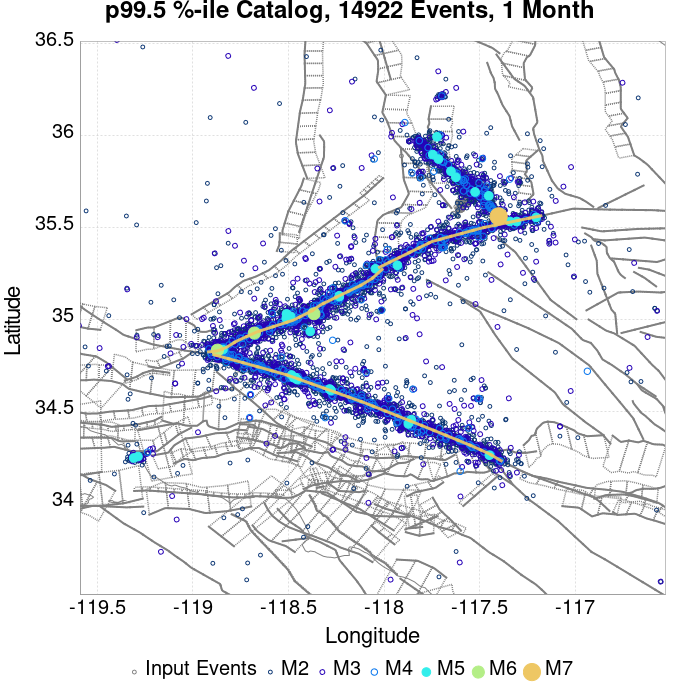 p99.5 %-ile Catalog, 14922 Events, 1 Month
36.5
36
35.5
35
34.5
34
Latitude
-119.5 -119 -118.5 -118 -117.5 -117
Longitude
Input Events M2 M3 M4 M5 M6 M7